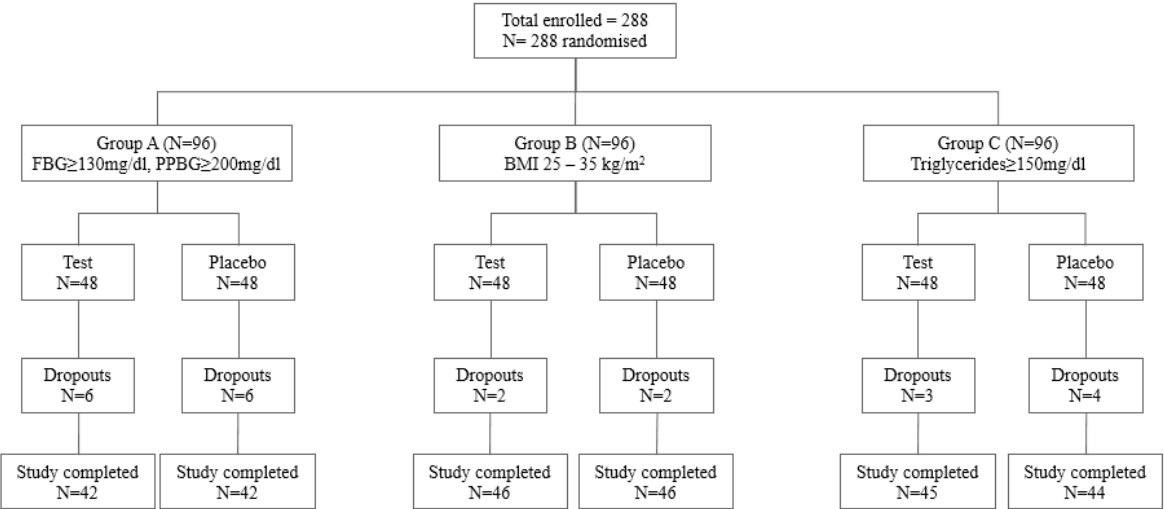 Total enrolled = 288
N= 288 randomised
Group A (N=96)
FBG≥130mg/dl, PPBG≥200mg/dl
Group B (N=96)
BMI 25 – 35 kg/m²
Group C (N=96)
Triglycerides≥150mg/dl
Test
N=48
Placebo
N=48
Test
N=48
Placebo
N=48
Test
N=48
Placebo
N=48
Dropouts
N=6
Dropouts
N=6
Dropouts
N=2
Dropouts
N=2
Dropouts
N=3
Dropouts
N=4
Study completed
N=42
Study completed
N=42
Study completed
N=46
Study completed
N=46
Study completed
N=45
Study completed
N=44